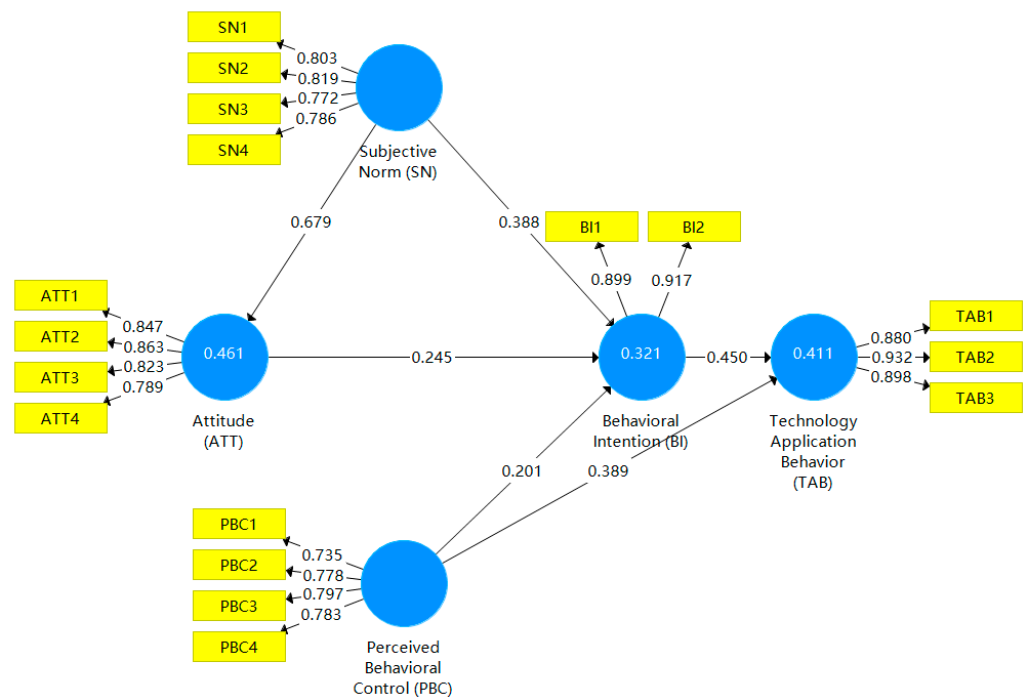 SN1
SN2
SN3
SN4
0.803
0.819
0.772
0.786
Subjective
Norm (SN)
0.679
0.388
BI1
BI2
0.899
0.917
ATT1
ATT2
ATT3
ATT4
0.847
0.863
0.823
0.789
0.461
Attitude
(ATT)
0.245
0.321
Behavioral
Intention (BI)
0.450
0.411
Technology
Application
Behavior
(TAB)
0.880
0.932
0.898
TAB1
TAB2
TAB3
0.201
0.389
PBC1
PBC2
PBC3
PBC4
0.735
0.778
0.797
0.783
Perceived
Behavioral
Control (PBC)